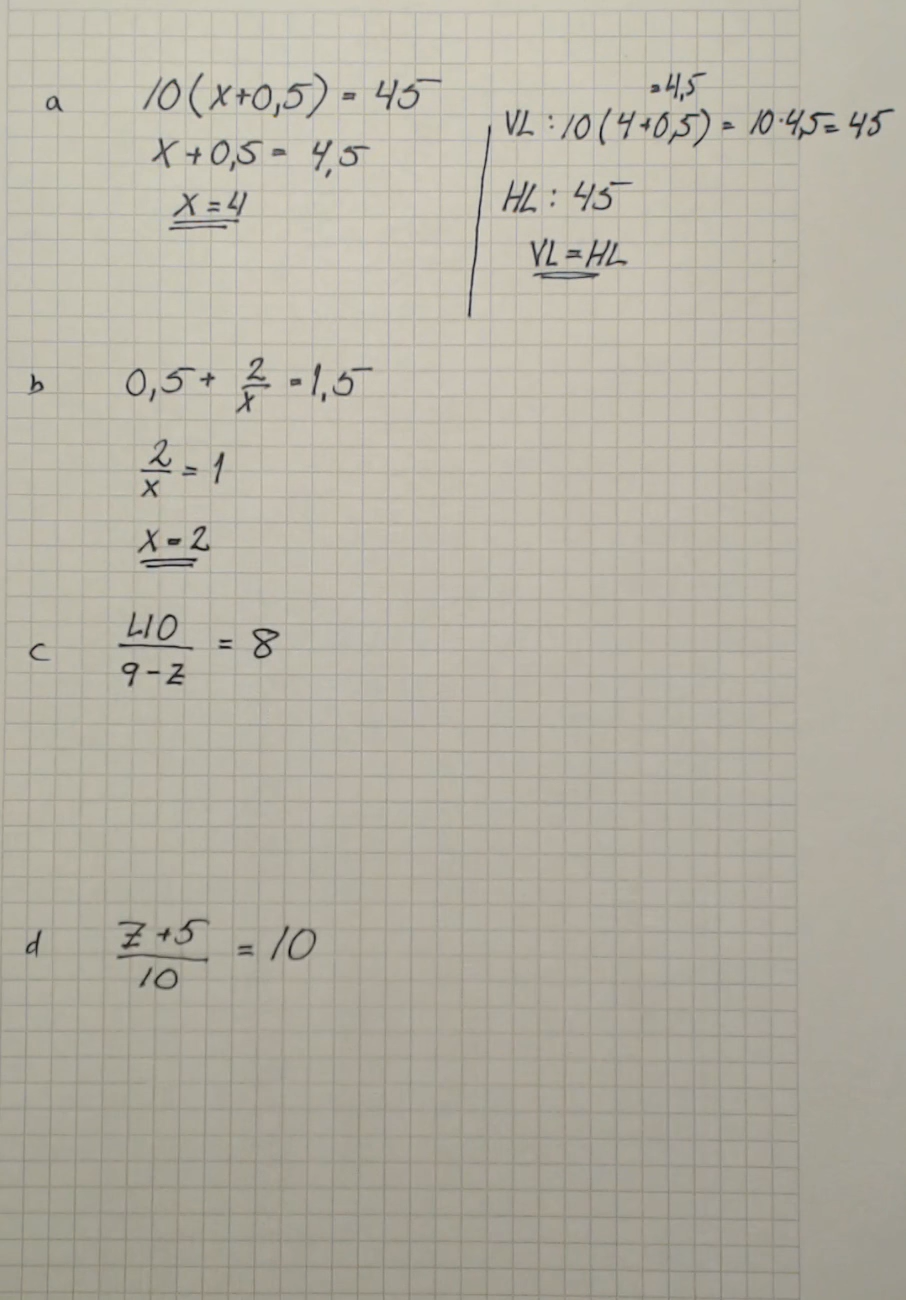 a 10(x+0,5) = 45
x+0,5 = 4,5
x = 4
= 4,5
VL : 10(4+0,5) = 10·4,5 = 45
HL : 45
VL = HL
b 0,5 + 2/x = 1,5
2/x = 1
x = 2
c 40/(9-z) = 8
d (z+5)/10 = 10